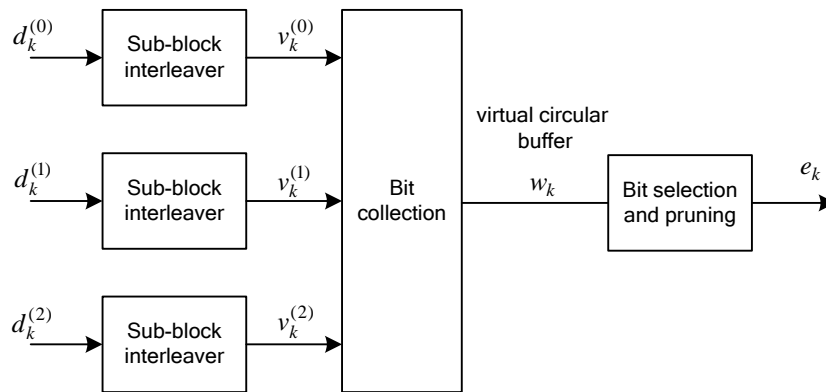 d_k^{(0)}
Sub-block
interleaver
v_k^{(0)}
d_k^{(1)}
Sub-block
interleaver
v_k^{(1)}
d_k^{(2)}
Sub-block
interleaver
v_k^{(2)}
Bit
collection
virtual circular
buffer
w_k
Bit selection
and pruning
e_k